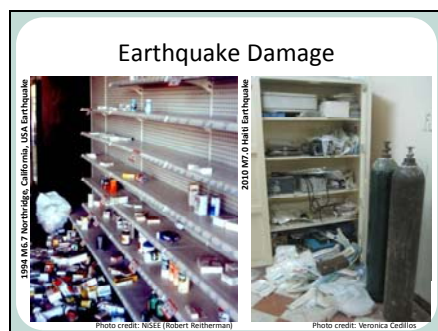 Earthquake Damage
1994 M6.7 Northridge, California, USA Earthquake
2010 M7.0 Haiti Earthquake
Photo credit: NISEE (Robert Reitherman)
Photo credit: Veronica Cedillos